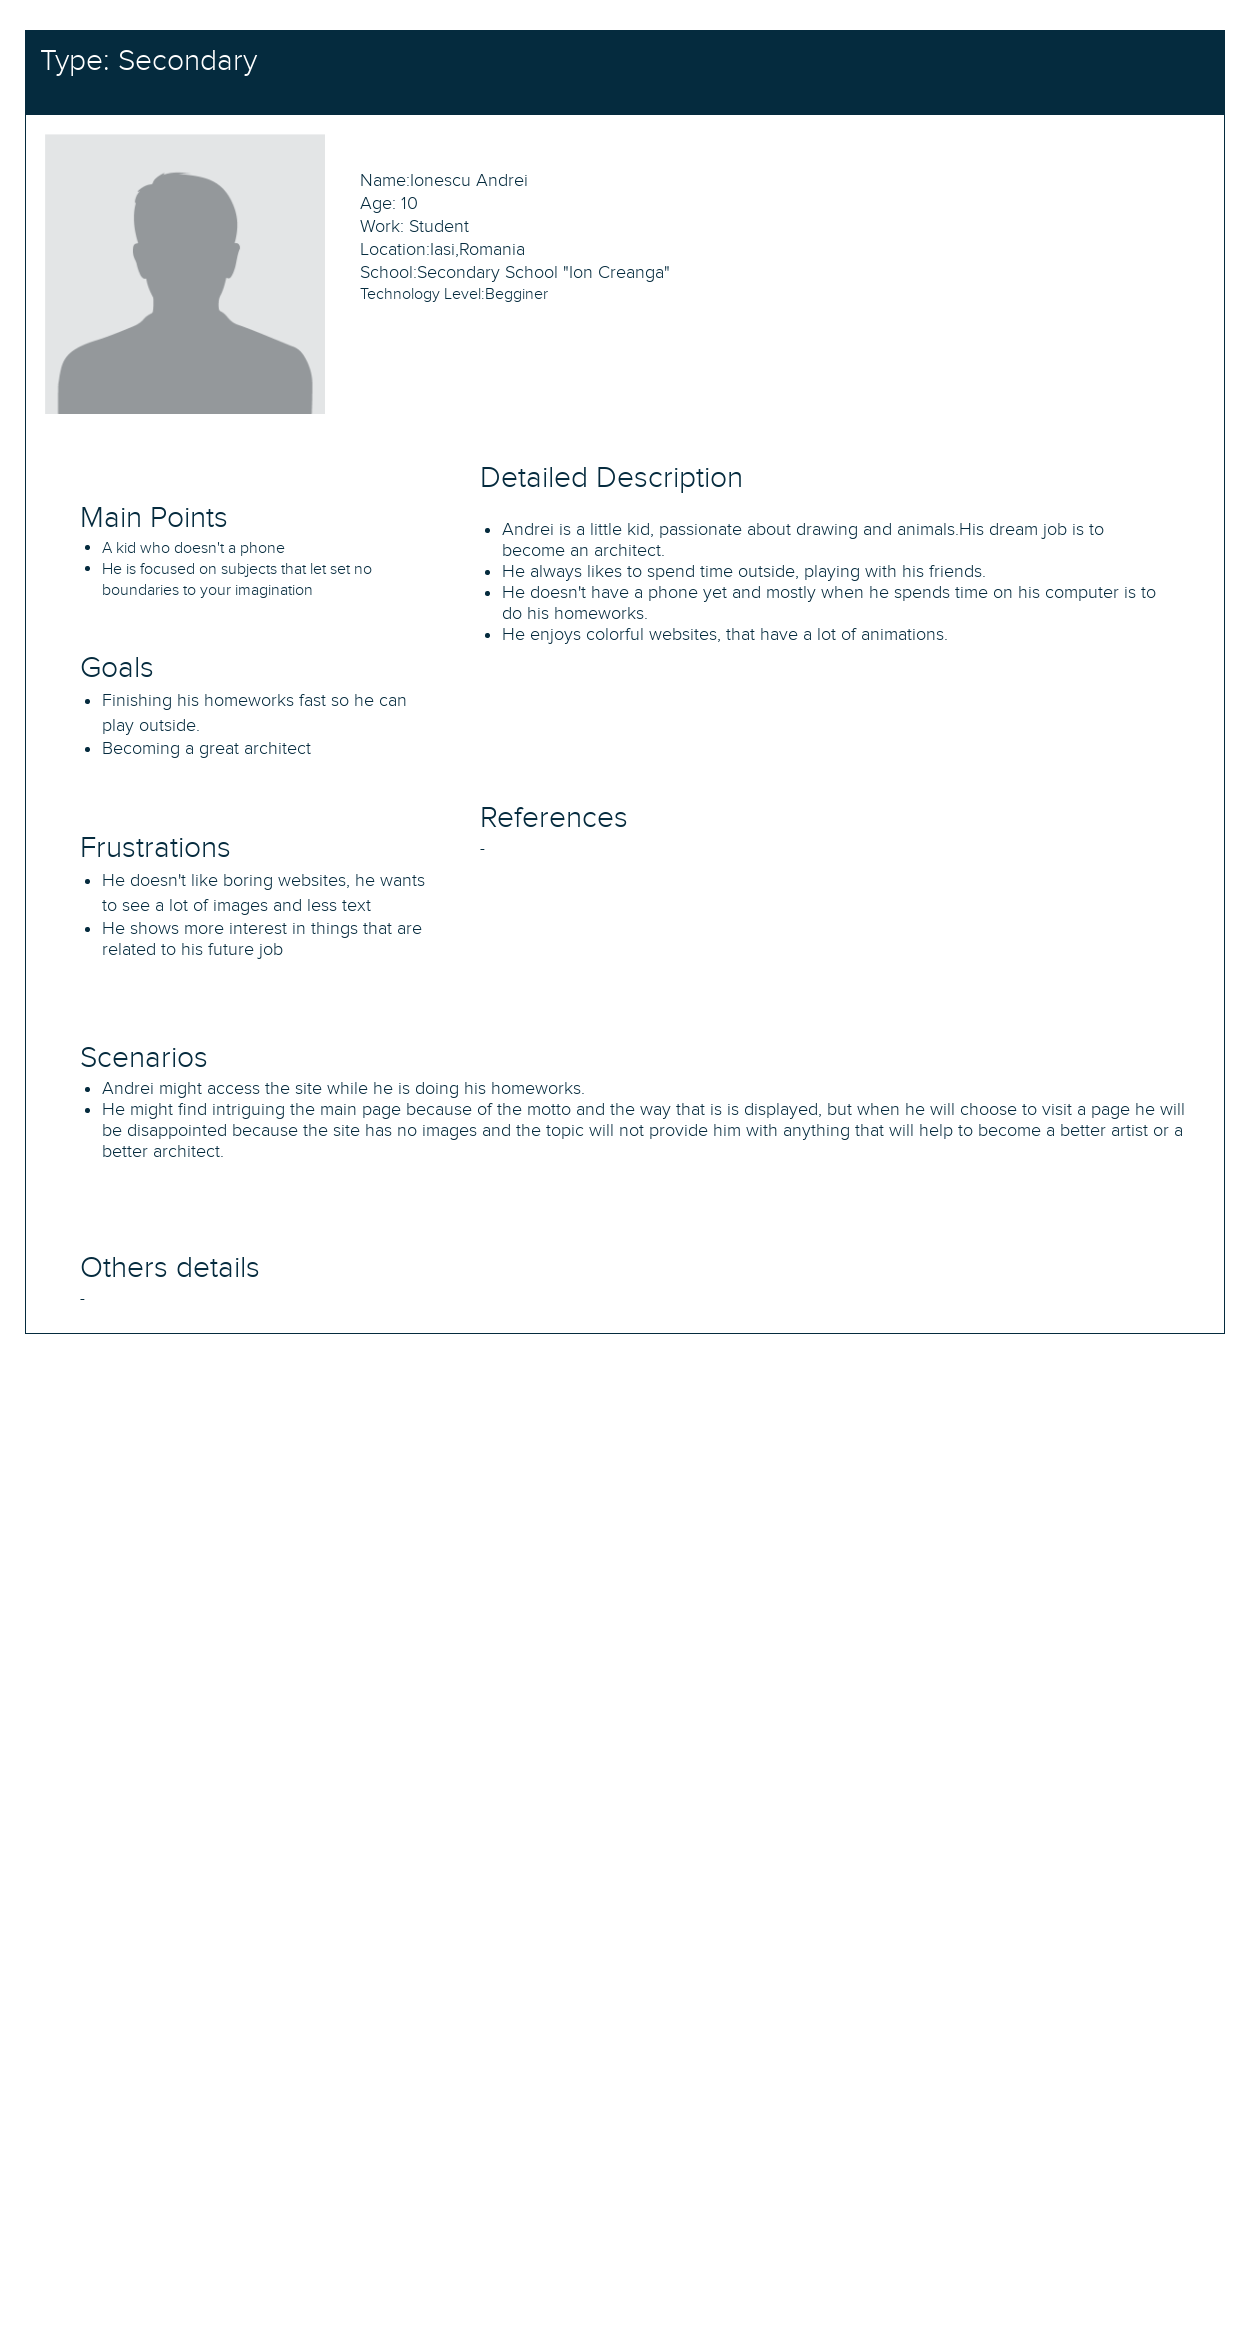 Type: Secondary
Name:Ionescu Andrei
Age: 10
Work: Student
Location:Iasi,Romania
School:Secondary School "Ion Creanga"
Technology Level:Begginer
Main Points
• A kid who doesn't a phone
• He is focused on subjects that let set no
boundaries to your imagination
Goals
• Finishing his homeworks fast so he can
play outside.
• Becoming a great architect
Frustrations
• He doesn't like boring websites, he wants
to see a lot of images and less text
• He shows more interest in things that are
related to his future job
Detailed Description
• Andrei is a little kid, passionate about drawing and animals.His dream job is to
become an architect.
• He always likes to spend time outside, playing with his friends.
• He doesn't have a phone yet and mostly when he spends time on his computer is to
do his homeworks.
• He enjoys colorful websites, that have a lot of animations.
References
-
Scenarios
• Andrei might access the site while he is doing his homeworks.
• He might find intriguing the main page because of the motto and the way that is is displayed, but when he will choose to visit a page he will
be disappointed because the site has no images and the topic will not provide him with anything that will help to become a better artist or a
better architect.
Others details
-